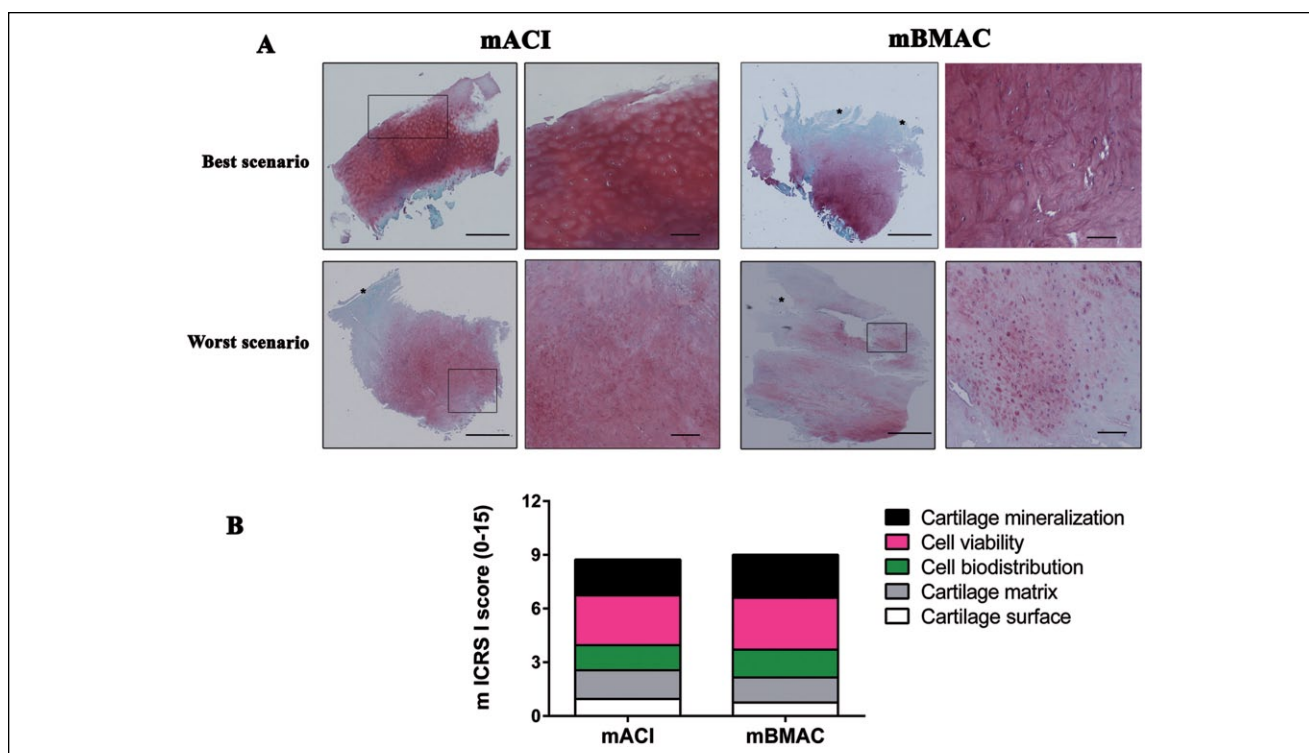 A
mACI
mBMAC
Best scenario
*
*
Worst scenario
*
*
B
m ICRS I score (0-15)
12
9
6
3
0
mACI
mBMAC
Cartilage mineralization
Cell viability
Cell biodistribution
Cartilage matrix
Cartilage surface